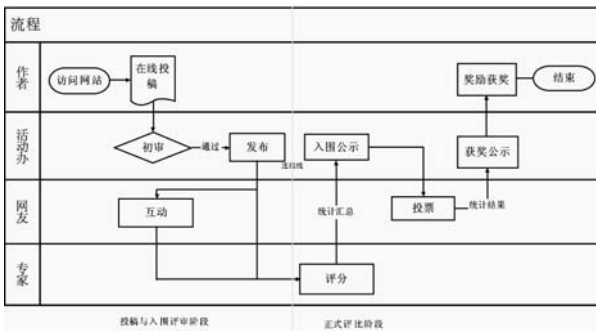 流程
作者
访问网站
在线投
稿
奖励获奖
结束
活动办
初审
通过
发布
连接线
入围公示
获奖公示
网友
互动
统计汇总
投票
统计结果
专家
评分
投稿与入围评审阶段
正式评比阶段